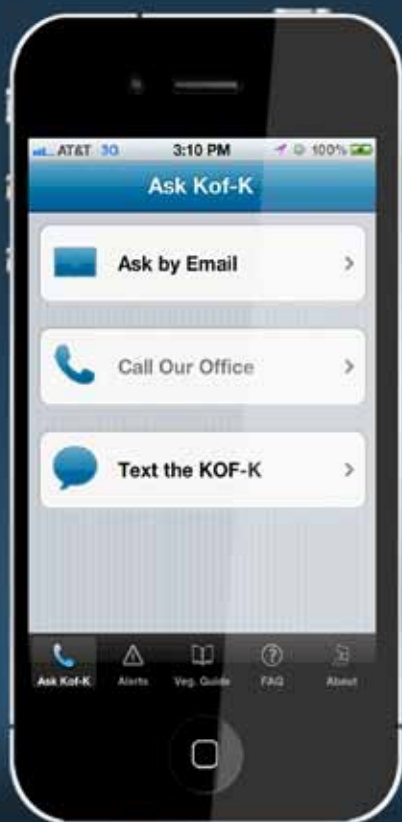 AT&T 3G 3:10 PM 100%
Ask Kof-K
Ask by Email
Call Our Office
Text the KOF-K
Ask Kof-K Alerts Veg. Guide FAQ About